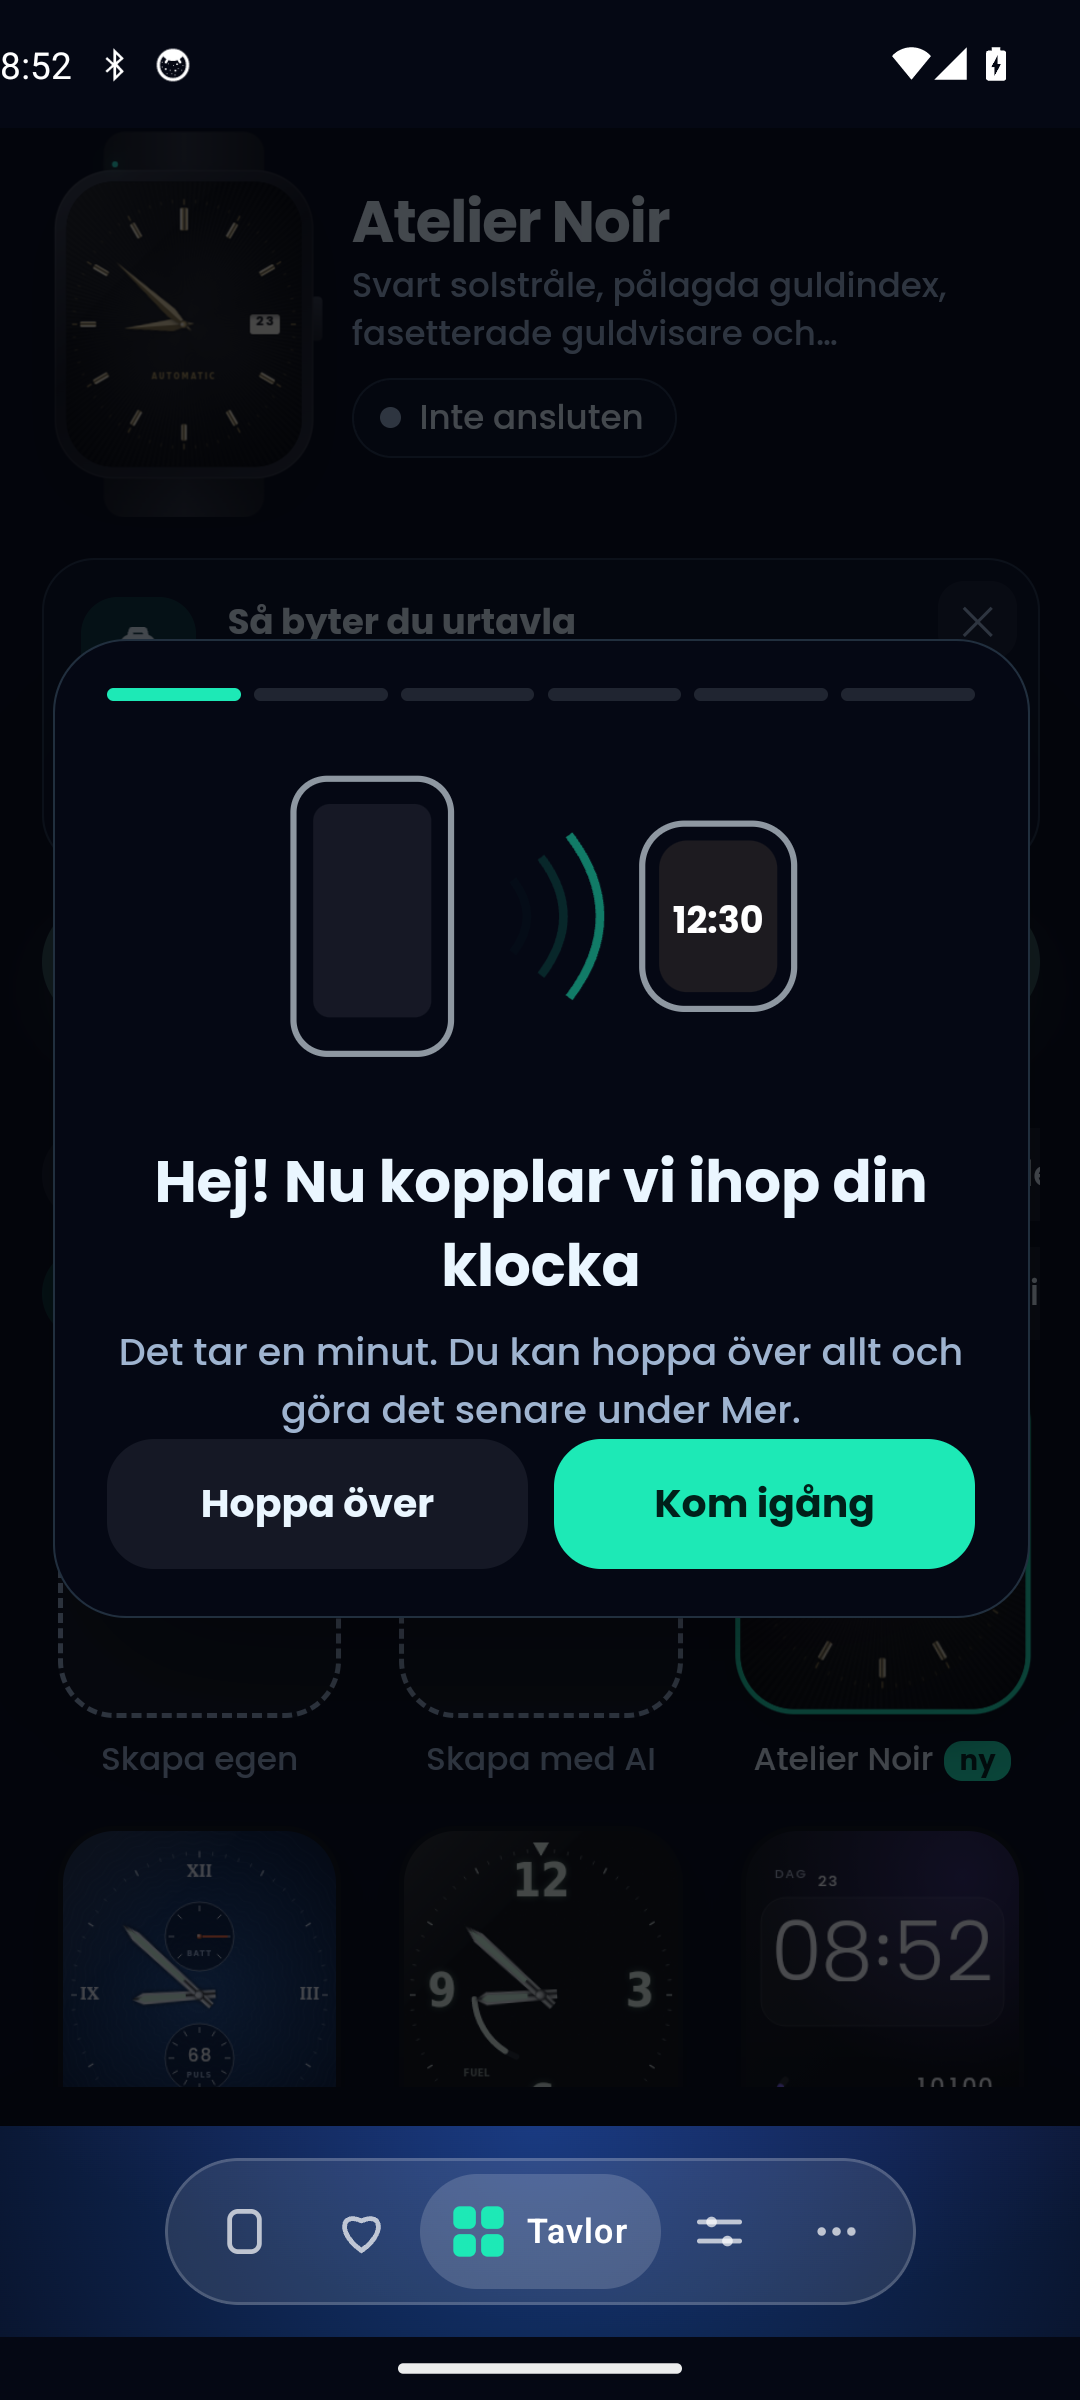 8:52
Atelier Noir
Svart solstråle, pålagda guldindex,
fasetterade guldvisare och...
23
AUTOMATIC
Inte ansluten
Så byter du urtavla
12:30
Hej! Nu kopplar vi ihop din
klocka
Det tar en minut. Du kan hoppa över allt och
göra det senare under Mer.
Hoppa över
Kom igång
Skapa egen
Skapa med AI
Atelier Noir ny
XII
BATT
IX
III
68
PULS
12
9
3
FUEL
DAG 23
08:52
10100
Tavlor